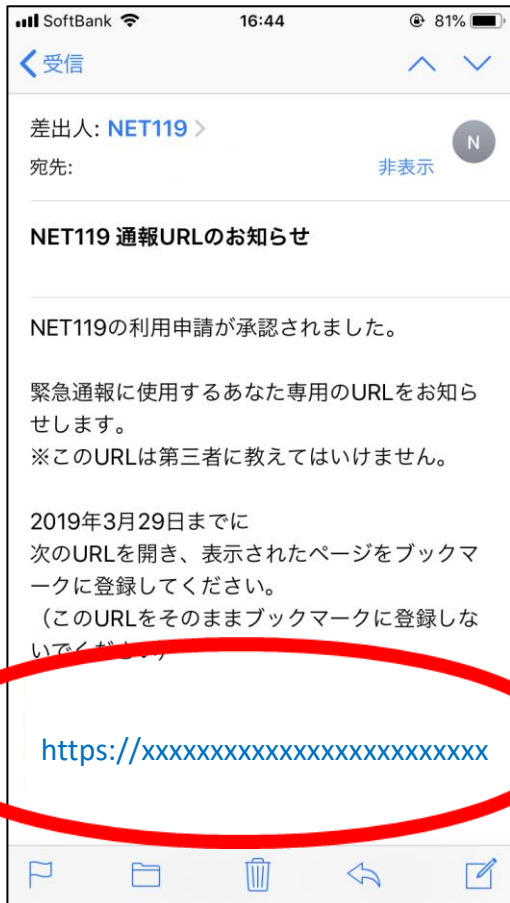 SoftBank 16:44 81%
受信
差出人: NET119
N
宛先: 非表示
NET119 通報URLのお知らせ
NET119の利用申請が承認されました。
緊急通報に使用するあなた専用のURLをお知ら
せします。
※このURLは第三者に教えてはいけません。
2019年3月29日までに
次のURLを開き、表示されたページをブックマ
ークに登録してください。
（このURLをそのままブックマークに登録しな
いでください）
https://xxxxxxxxxxxxxxxxxxxxxxxxx